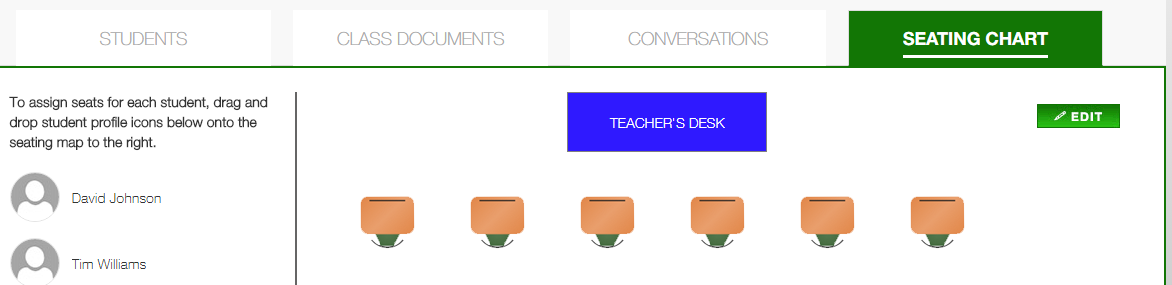 STUDENTS
CLASS DOCUMENTS
CONVERSATIONS
SEATING CHART
To assign seats for each student, drag and
drop student profile icons below onto the
seating map to the right.
David Johnson
Tim Williams
TEACHER'S DESK
EDIT